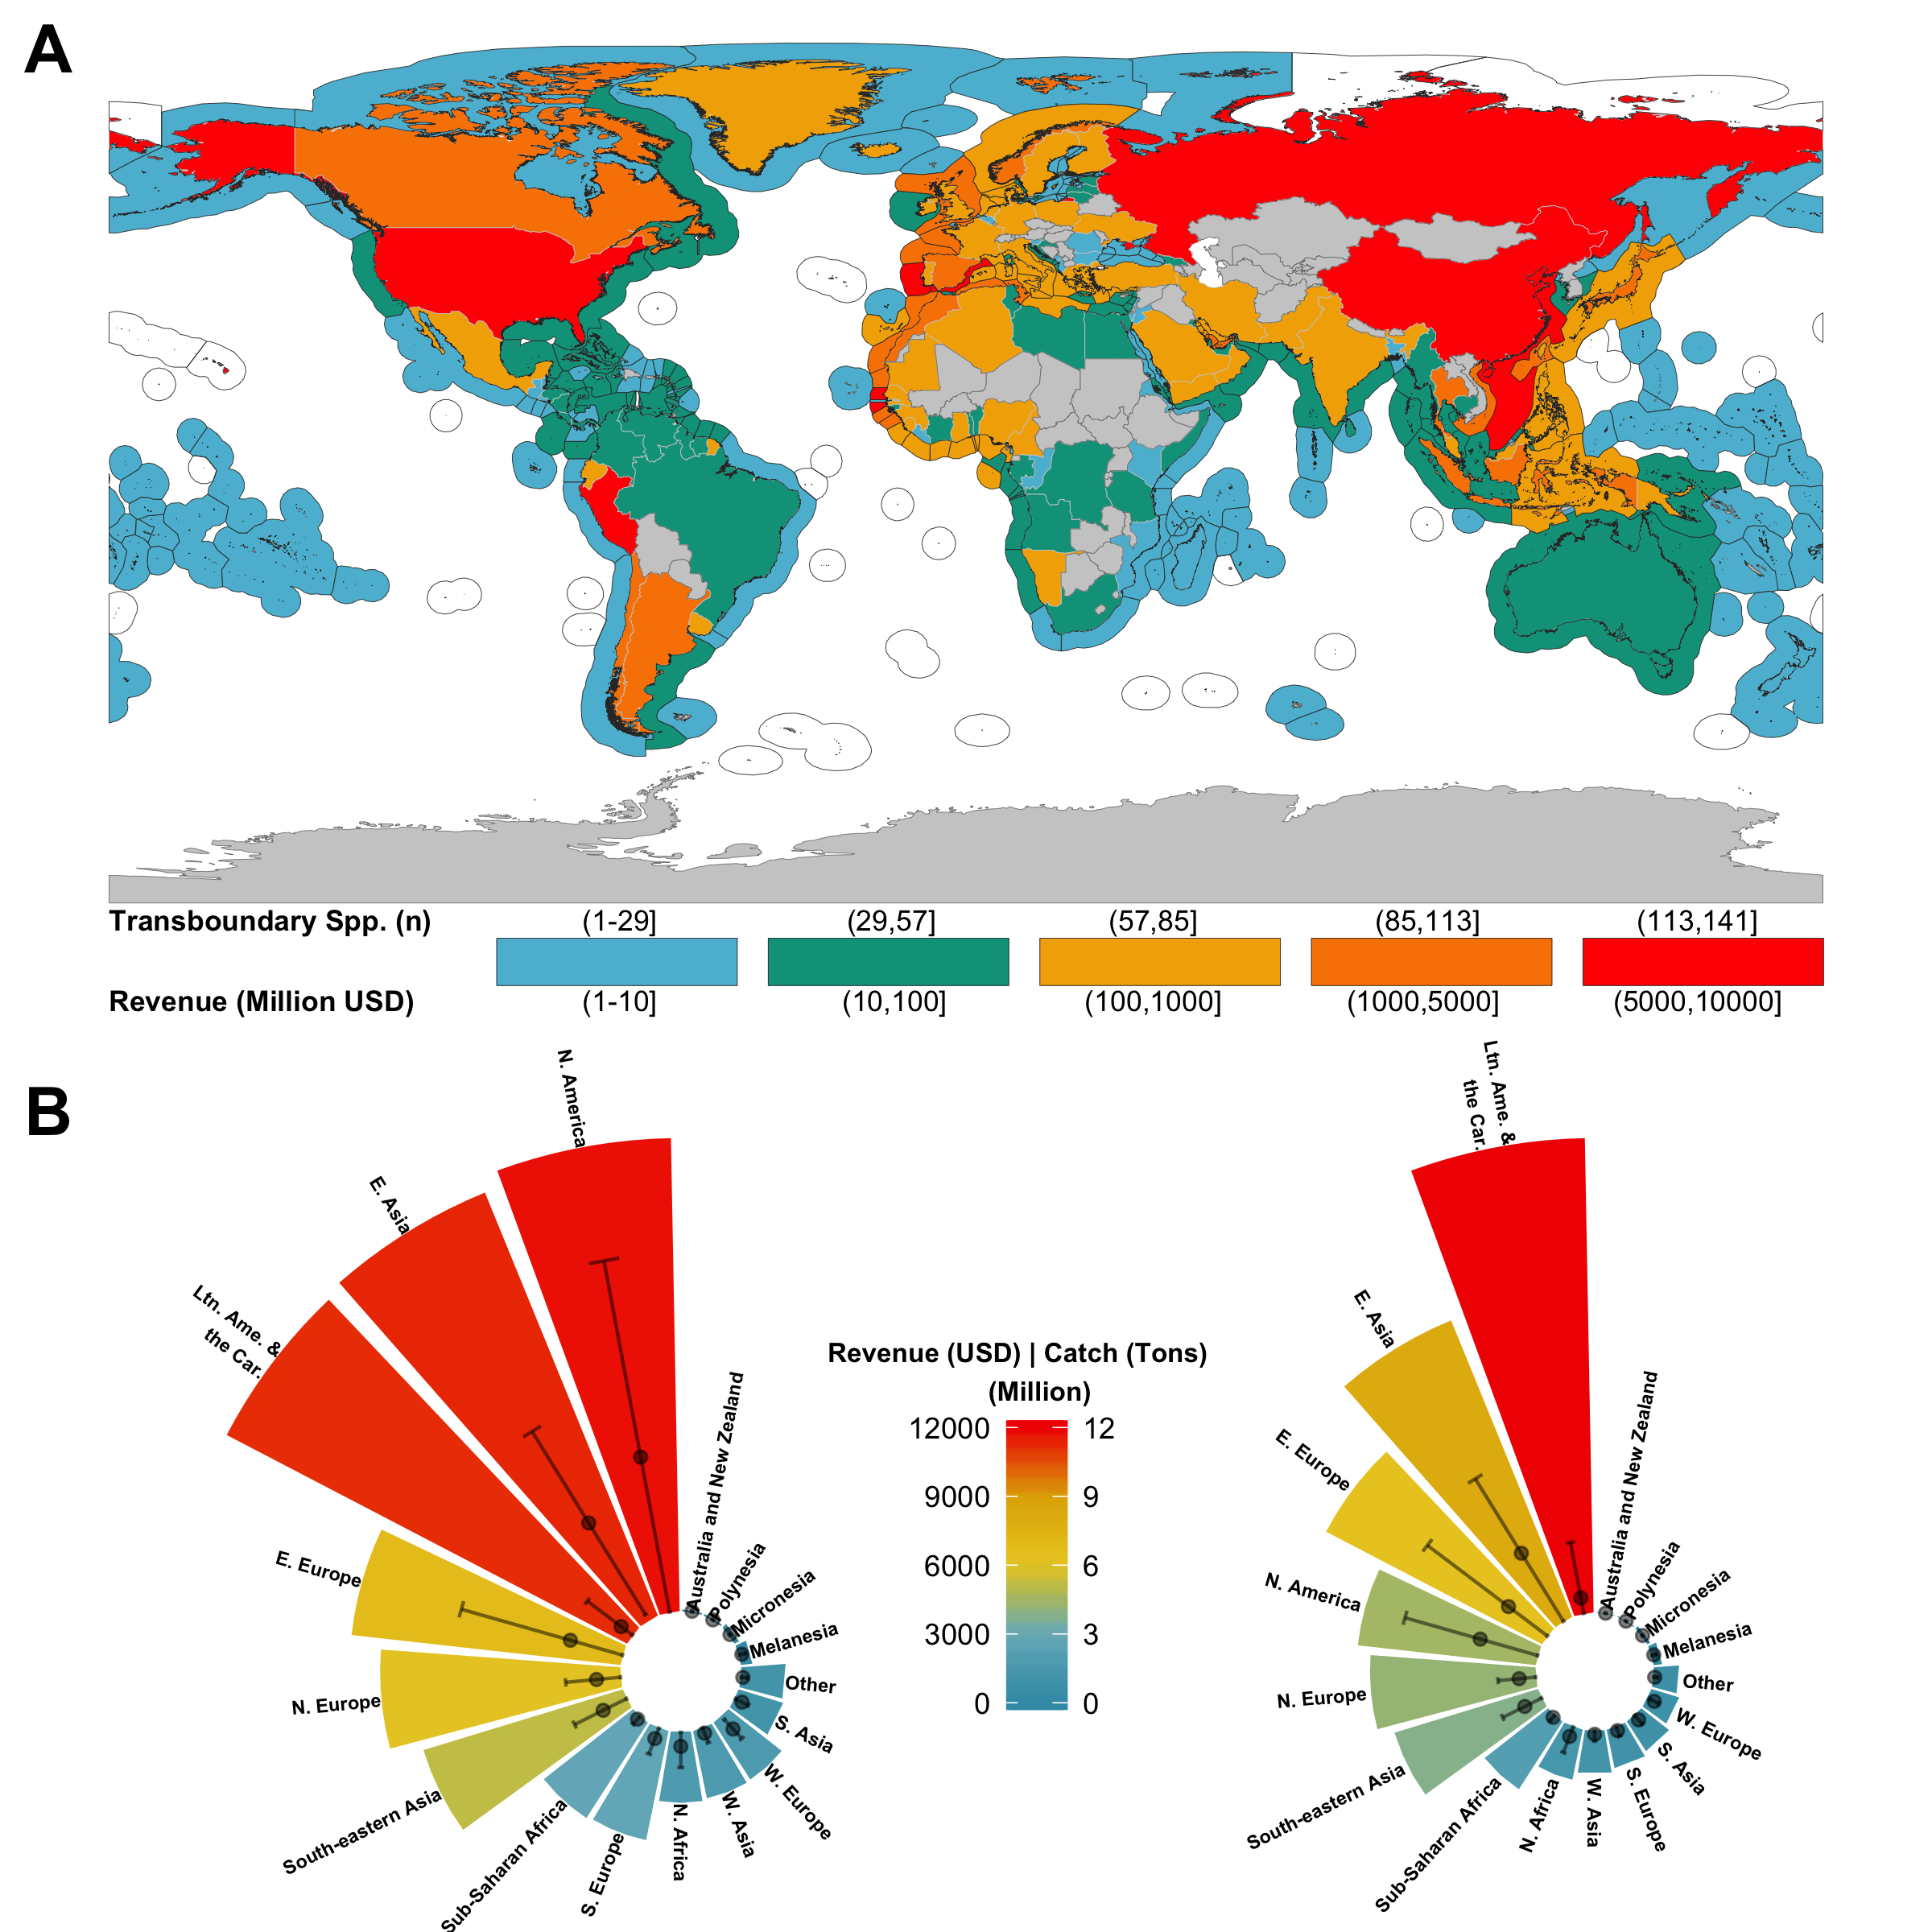 A
Transboundary Spp. (n)
(1-29]
(29,57]
(57,85]
(85,113]
(113,141]
Revenue (Million USD)
(1-10]
(10,100]
(100,1000]
(1000,5000]
(5000,10000]
B
N. America
E. Asia
Ltn. Ame. &
the Car.
E. Europe
N. Europe
South-eastern Asia
Sub-Saharan Africa
S. Europe
N. Africa
W. Asia
W. Europe
S. Asia
Other
Melanesia
Micronesia
Polynesia
Australia and New Zealand
Revenue (USD) | Catch (Tons)
(Million)
12000 12
9000 9
6000 6
3000 3
0 0
Ltn. Ame. &
the Car.
E. Asia
E. Europe
N. America
N. Europe
South-eastern Asia
Sub-Saharan Africa
N. Africa
W. Asia
S. Europe
S. Asia
W. Europe
Other
Melanesia
Micronesia
Polynesia
Australia and New Zealand